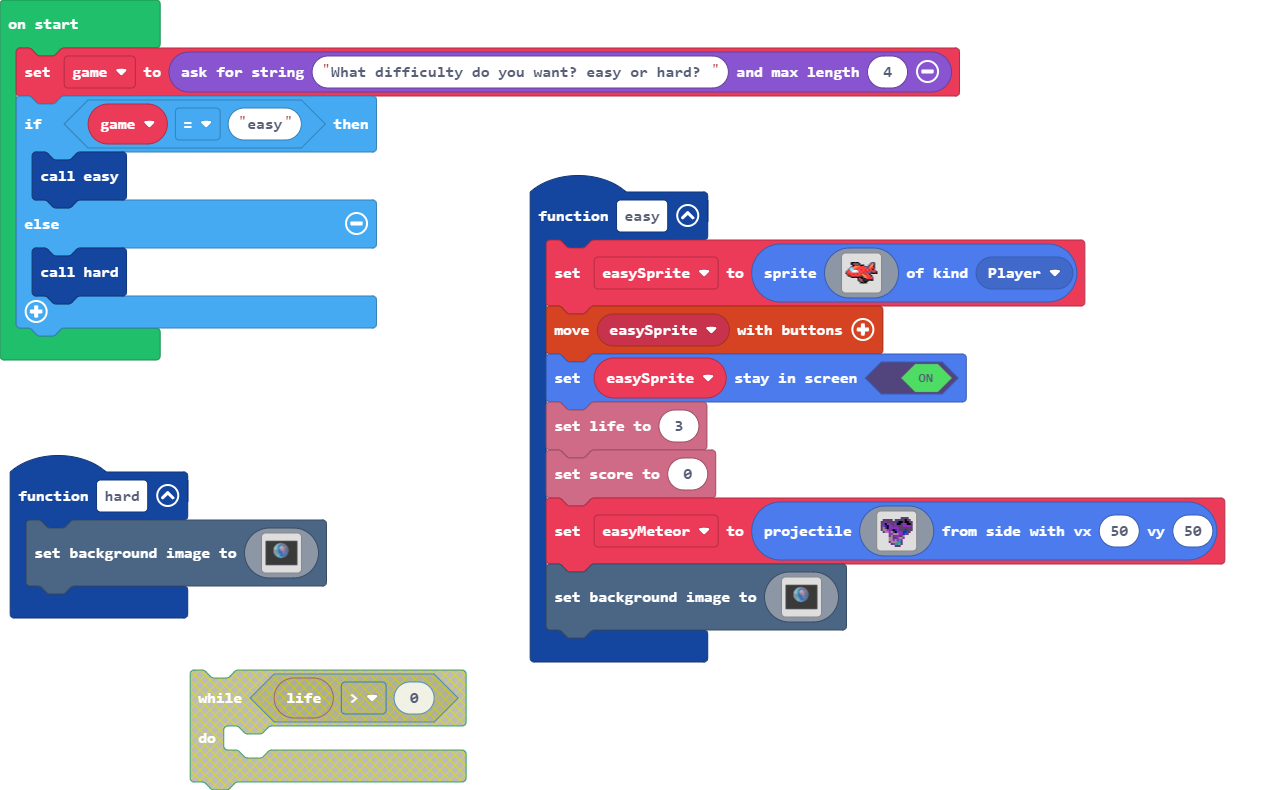 on start
set game to ask for string "What difficulty do you want? easy or hard? " and max length 4
if game = "easy" then
call easy
else
call hard
function easy
set easySprite to sprite of kind Player
move easySprite with buttons
set easySprite stay in screen ON
set life to 3
set score to 0
set easyMeteor to projectile from side with vx 50 vy 50
set background image to
function hard
set background image to
while life > 0
do